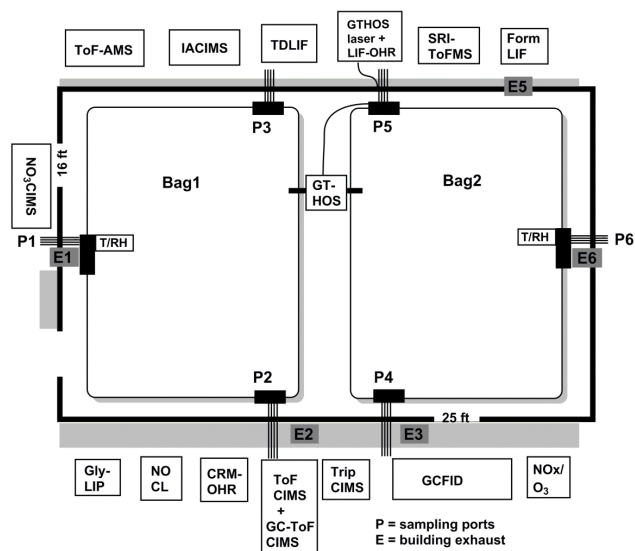 ToF-AMS
IACIMS
TDLIF
GTHOS
laser +
LIF-OHR
SRI-
ToFMS
Form
LIF
E5
P3
P5
NO₃CIMS
16 ft
Bag1
GT-
HOS
Bag2
P1
T/RH
E1
T/RH
P6
E6
P2
P4
25 ft
E2
E3
Gly-
LIP
NO
CL
CRM-
OHR
ToF
CIMS
+
GC-ToF
CIMS
Trip
CIMS
GCFID
NOx/
O₃
P = sampling ports
E = building exhaust